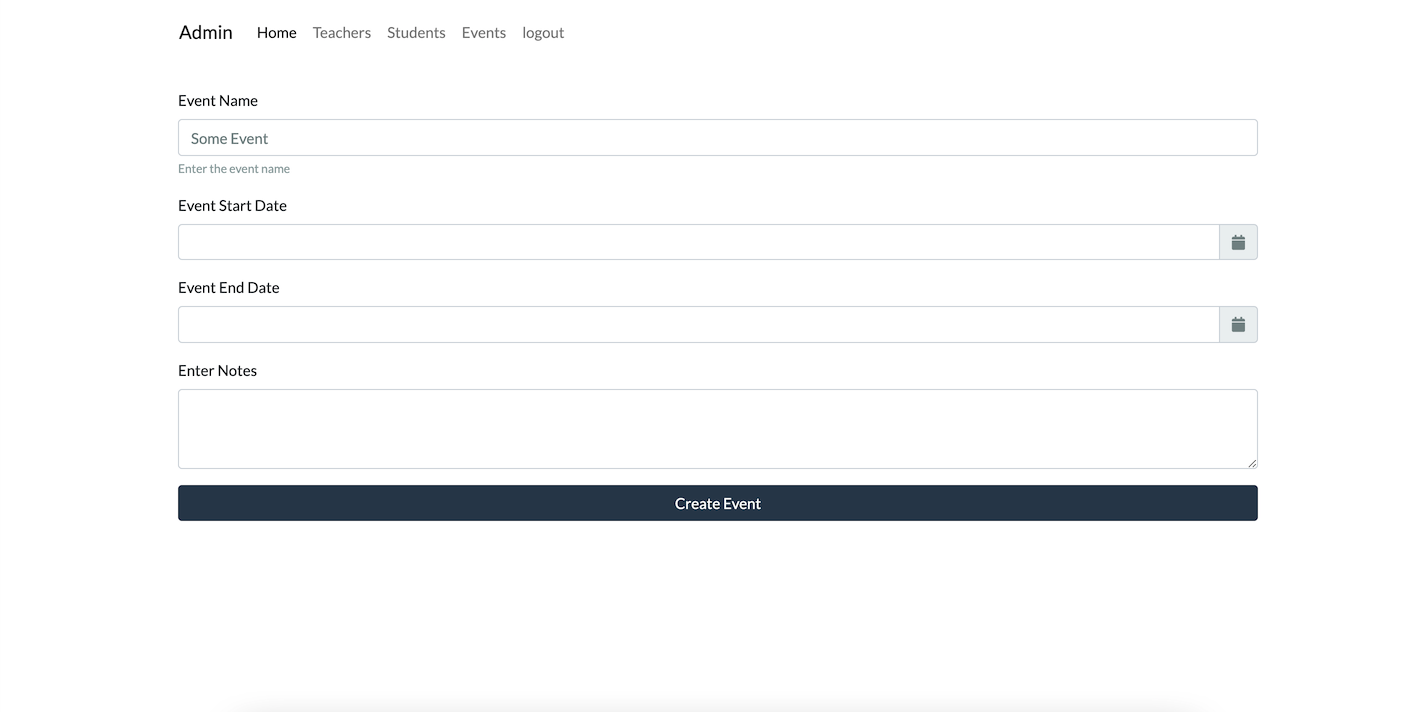 Admin Home Teachers Students Events logout
Event Name
Some Event
Enter the event name
Event Start Date
Event End Date
Enter Notes
Create Event